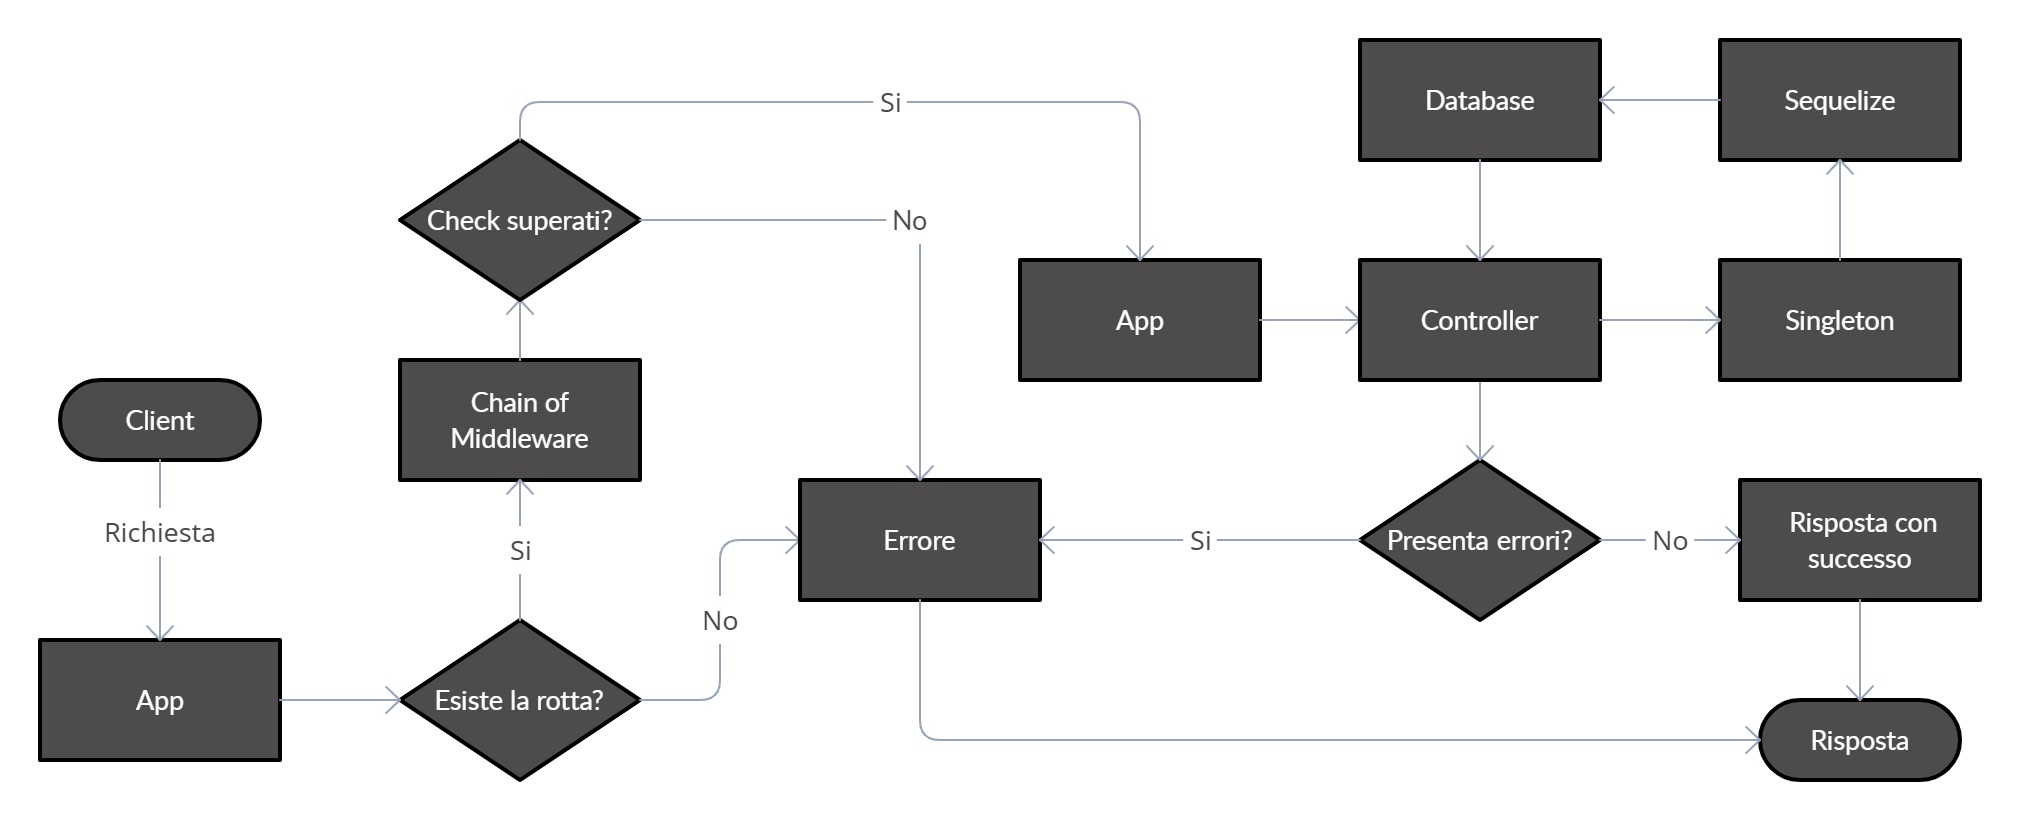 Client
Richiesta
App
Esiste la rotta?
Si
No
Chain of
Middleware
Check superati?
Si
No
Errore
App
Controller
Singleton
Sequelize
Database
Presenta errori?
Si
No
Risposta con
successo
Risposta